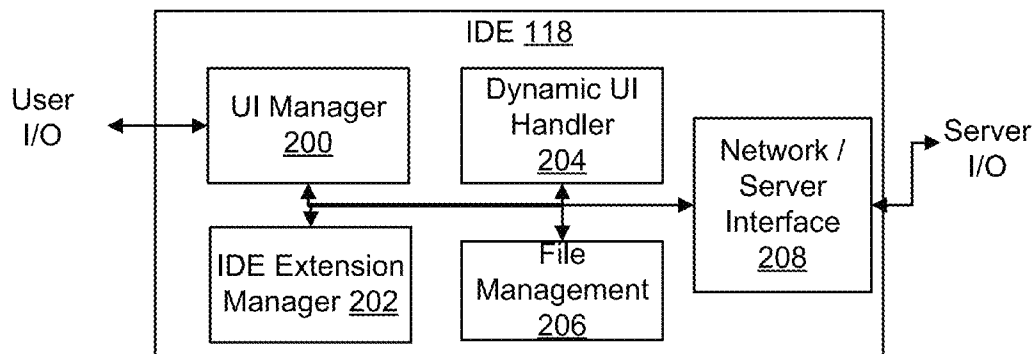 IDE 118
User
I/O
UI Manager
200
Dynamic UI
Handler
204
Network /
Server
Interface
208
Server
I/O
IDE Extension
Manager 202
File
Management
206